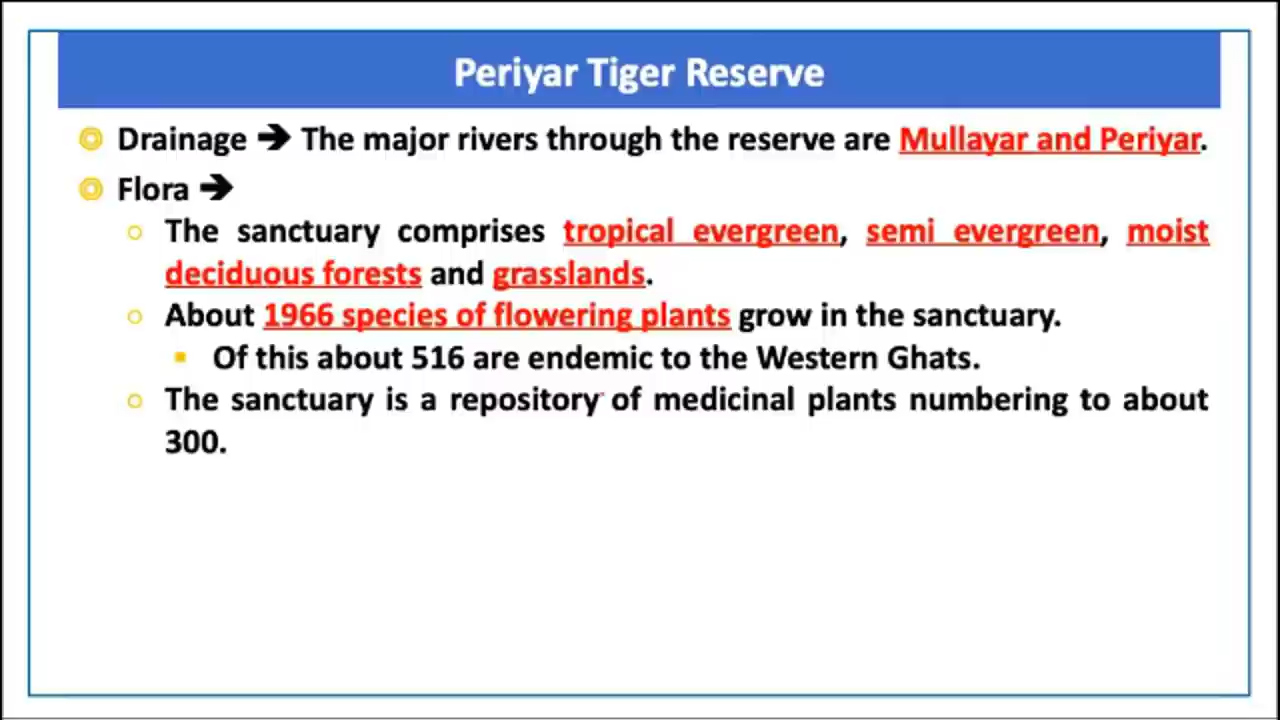 Periyar Tiger Reserve
Drainage ➔ The major rivers through the reserve are Mullayar and Periyar.
Flora ➔
The sanctuary comprises tropical evergreen, semi evergreen, moist
deciduous forests and grasslands.
About 1966 species of flowering plants grow in the sanctuary.
Of this about 516 are endemic to the Western Ghats.
The sanctuary is a repository of medicinal plants numbering to about
300.